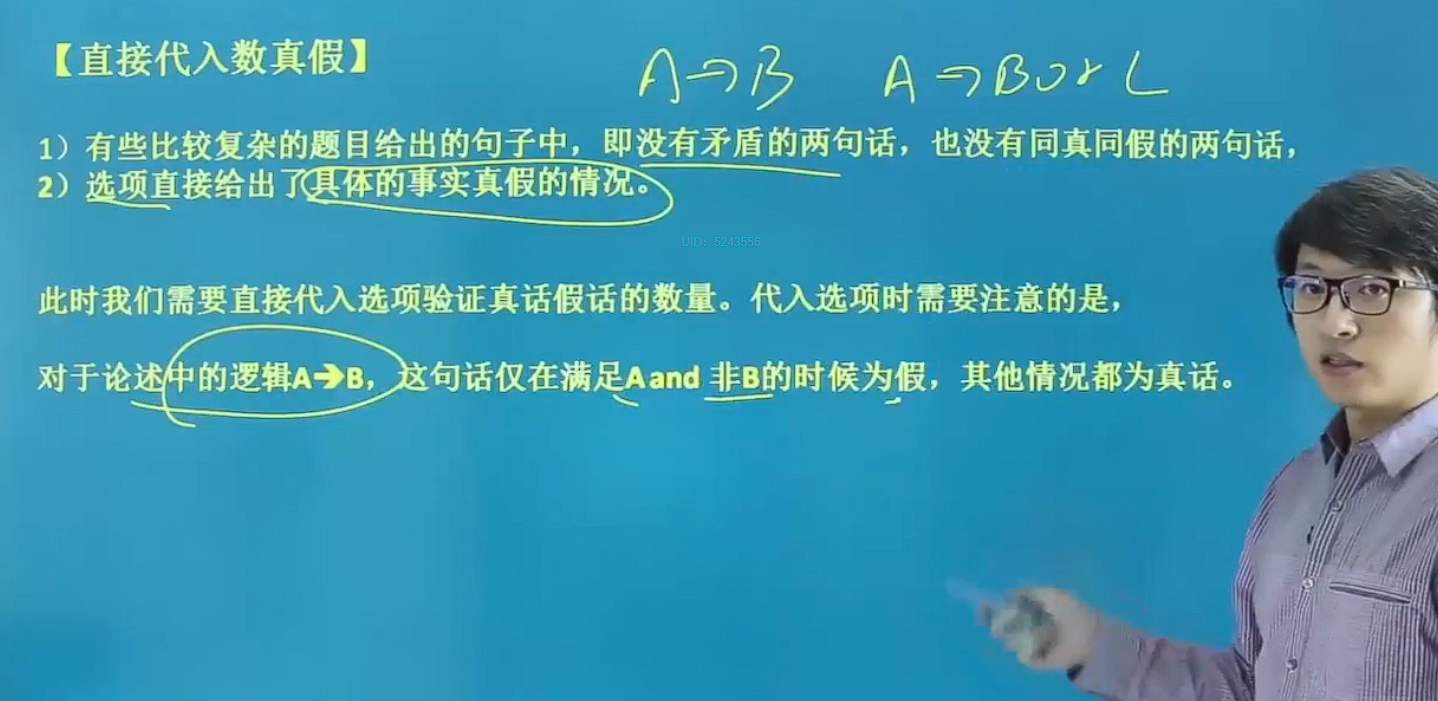 【直接代入数真假】
A→B A→BorC
1）有些比较复杂的题目给出的句子中，即没有矛盾的两句话，也没有同真同假的两句话，
2）选项直接给出了具体的事实真假的情况。
UID：5243556
此时我们需要直接代入选项验证真话假话的数量。代入选项时需要注意的是，
对于论述中的逻辑A→B，这句话仅在满足Aand 非B的时候为假，其他情况都为真话。